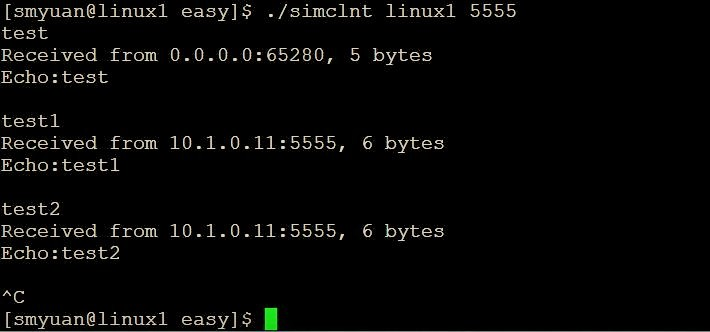 [smyuan@linux1 easy]$ ./simclnt linux1 5555
test
Received from 0.0.0.0:65280, 5 bytes
Echo:test
test1
Received from 10.1.0.11:5555, 6 bytes
Echo:test1
test2
Received from 10.1.0.11:5555, 6 bytes
Echo:test2
^C
[smyuan@linux1 easy]$